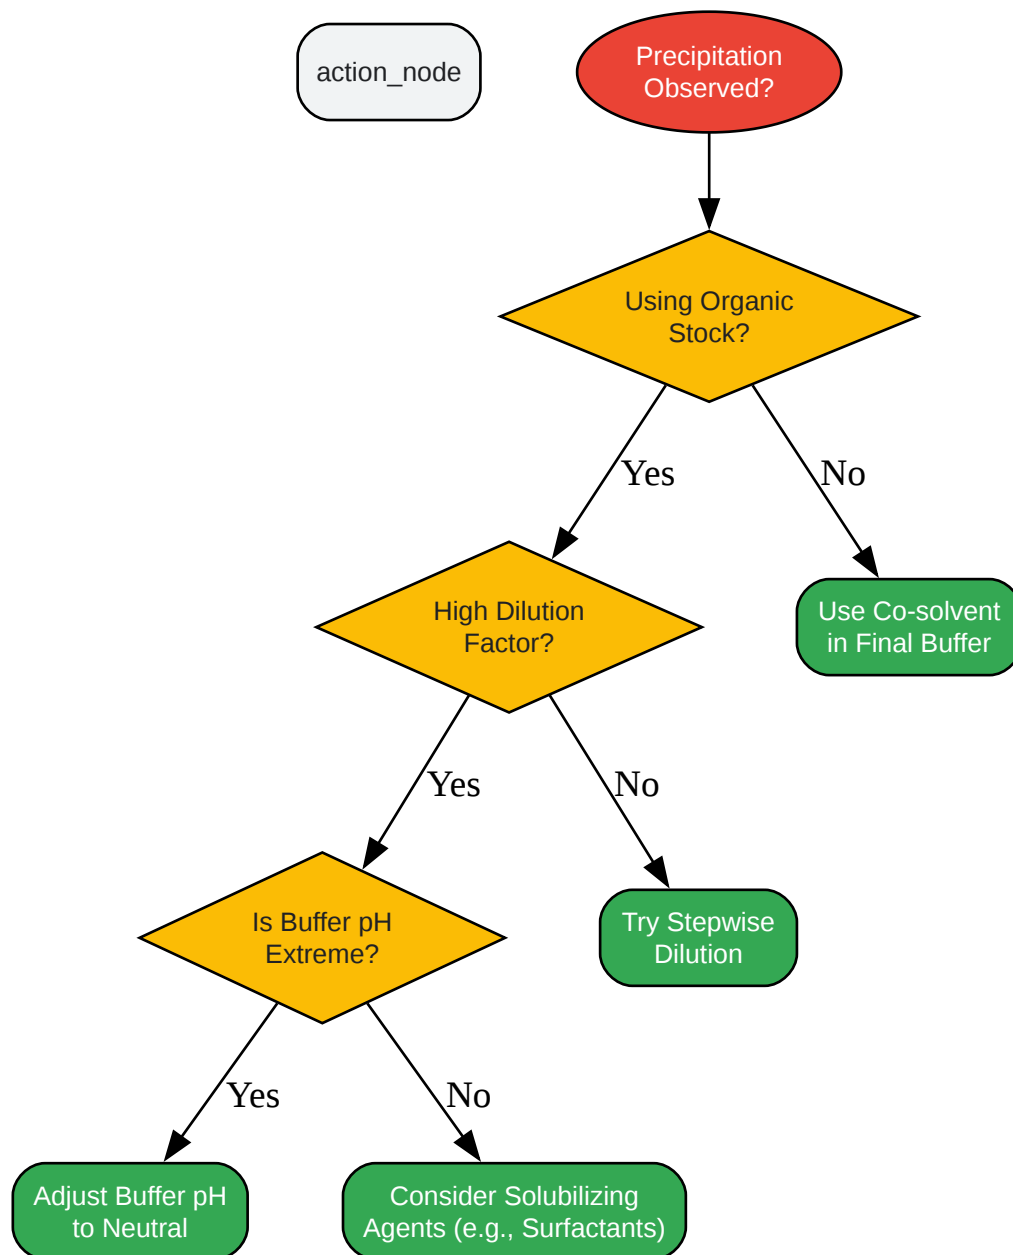 action_node
Precipitation
Observed?
Using Organic
Stock?
Yes
No
High Dilution
Factor?
Use Co-solvent
in Final Buffer
Yes
No
Is Buffer pH
Extreme?
Try Stepwise
Dilution
Yes
No
Adjust Buffer pH
to Neutral
Consider Solubilizing
Agents (e.g., Surfactants)